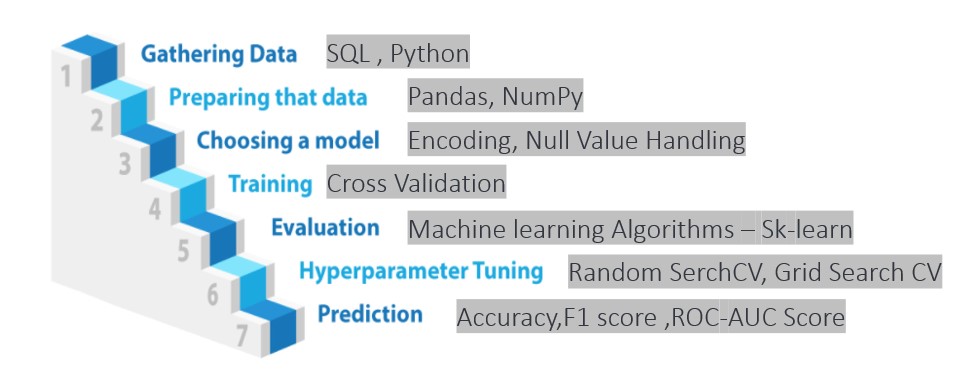 1 Gathering Data SQL , Python
2 Preparing that data Pandas, NumPy
3 Choosing a model Encoding, Null Value Handling
4 Training Cross Validation
5 Evaluation Machine learning Algorithms – Sk-learn
6 Hyperparameter Tuning Random SerchCV, Grid Search CV
7 Prediction Accuracy,F1 score ,ROC-AUC Score